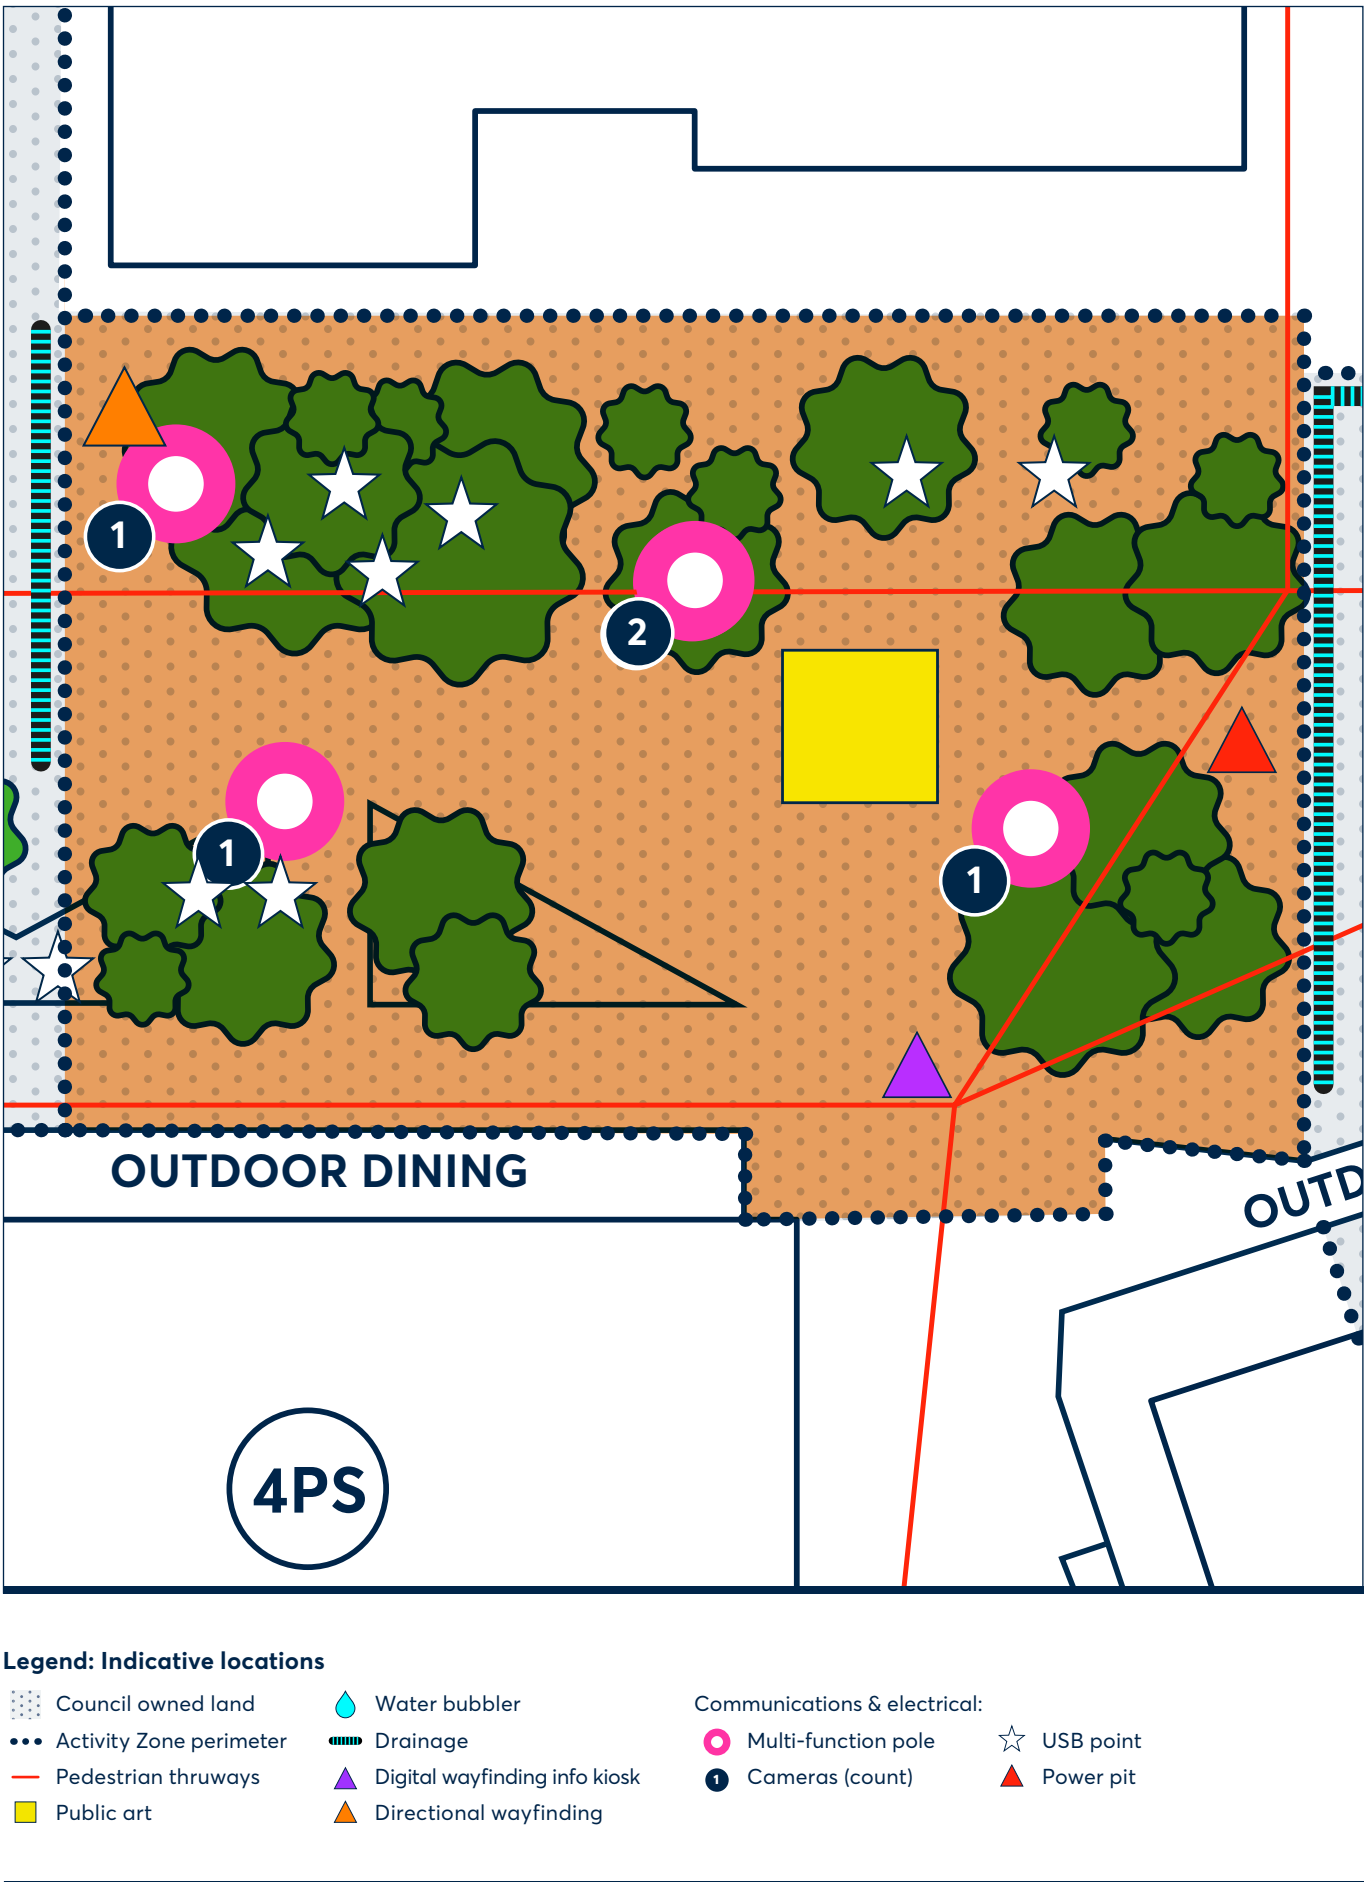 1
2
1
1
OUTDOOR DINING
OUTD
4PS
Legend: Indicative locations
Council owned land
Activity Zone perimeter
Pedestrian thruways
Public art
Water bubbler
Drainage
Digital wayfinding info kiosk
Directional wayfinding
Communications & electrical:
Multi-function pole
1 Cameras (count)
USB point
Power pit